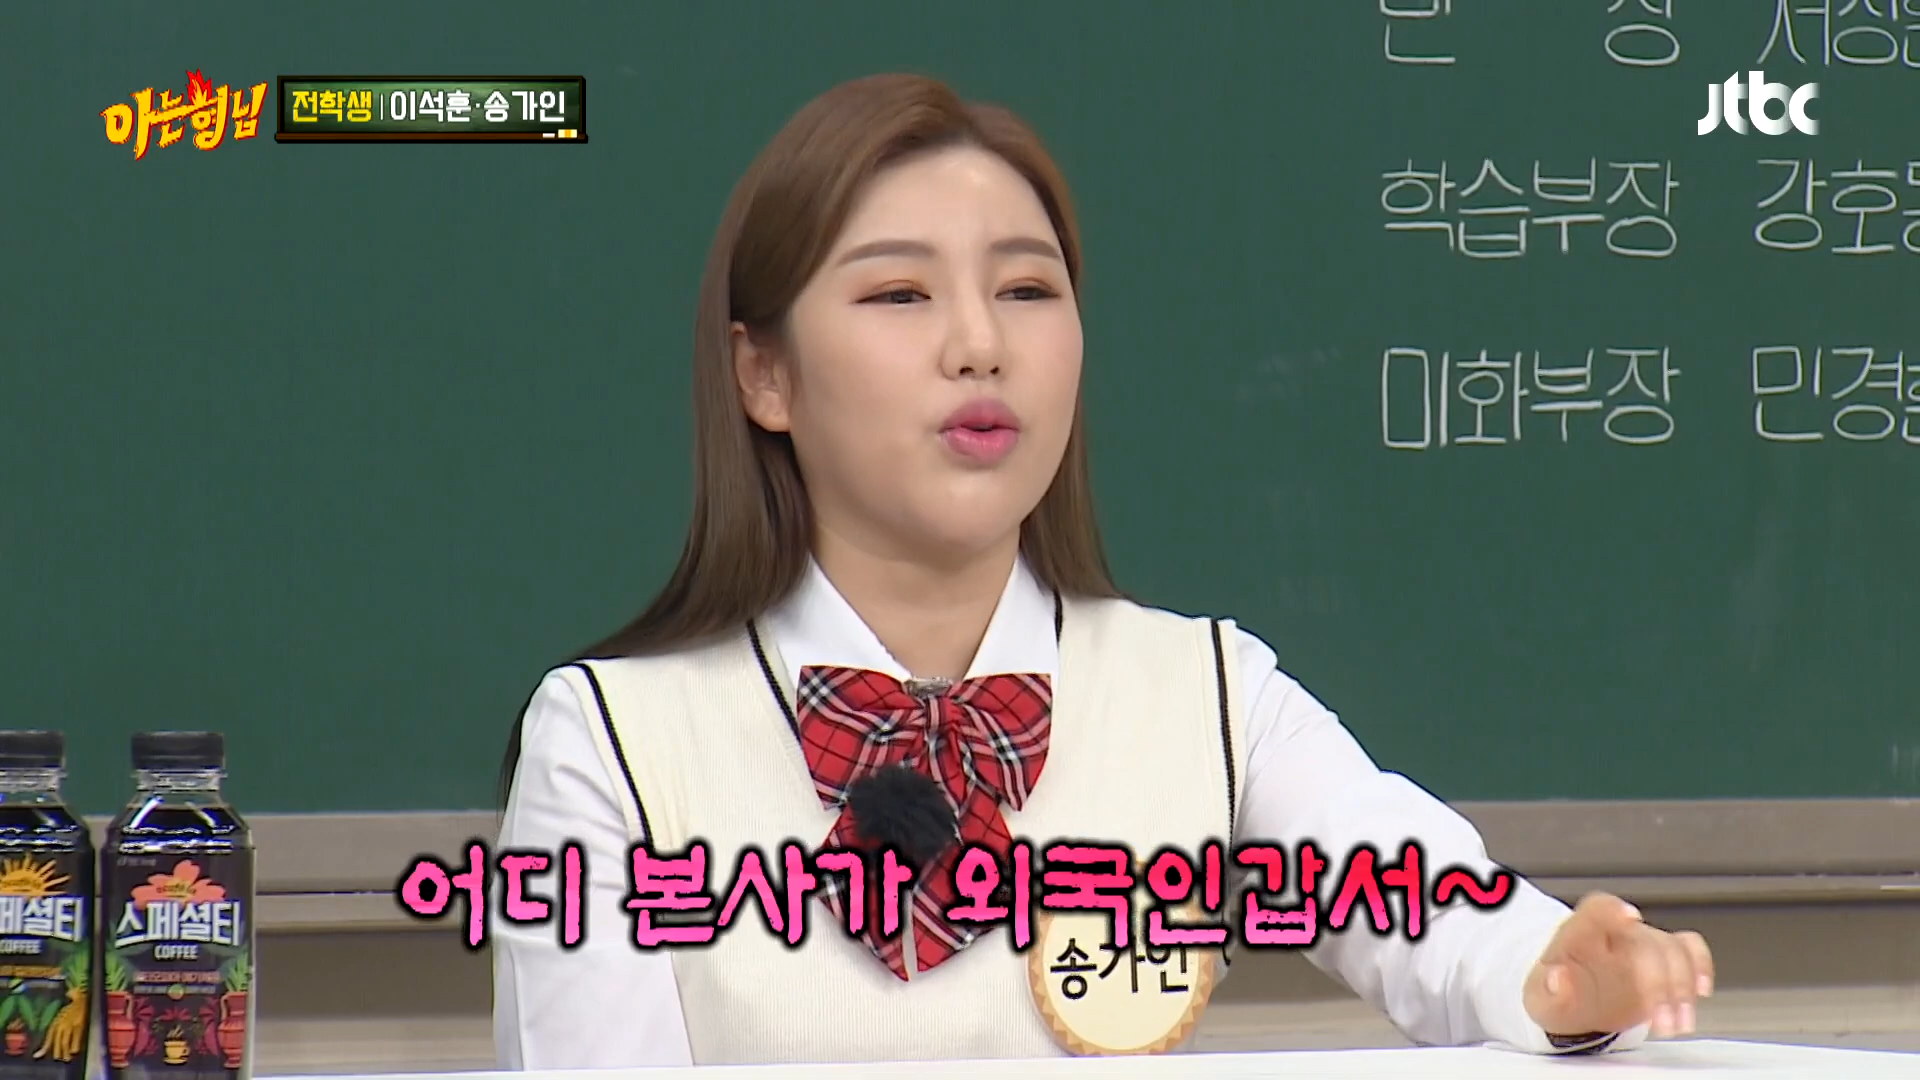 아는형님
전학생 | 이석훈·송가인
jtbc
반 장
학습부장 강호
미화부장 민경
어디 본사가 외국인갑서~
송가인
스페셜티
COFFEE
페셜티
COFFEE